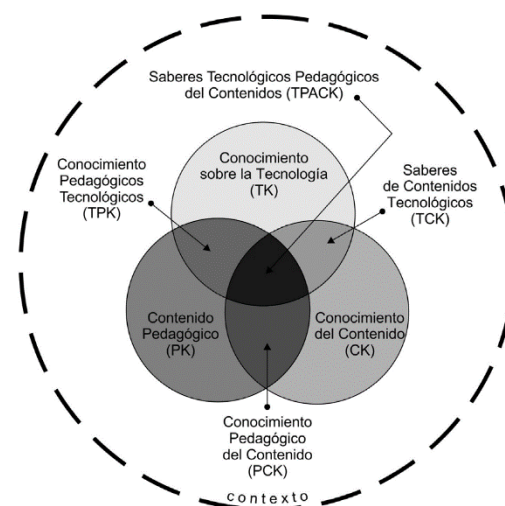 Saberes Tecnológicos Pedagógicos
del Contenidos (TPACK)
Conocimiento
Pedagógicos
Tecnológicos
(TPK)
Conocimiento
sobre la Tecnología
(TK)
Saberes
de Contenidos
Tecnológicos
(TCK)
Contenido
Pedagógico
(PK)
Conocimiento
del Contenido
(CK)
Conocimiento
Pedagógico
del Contenido
(PCK)
contexto